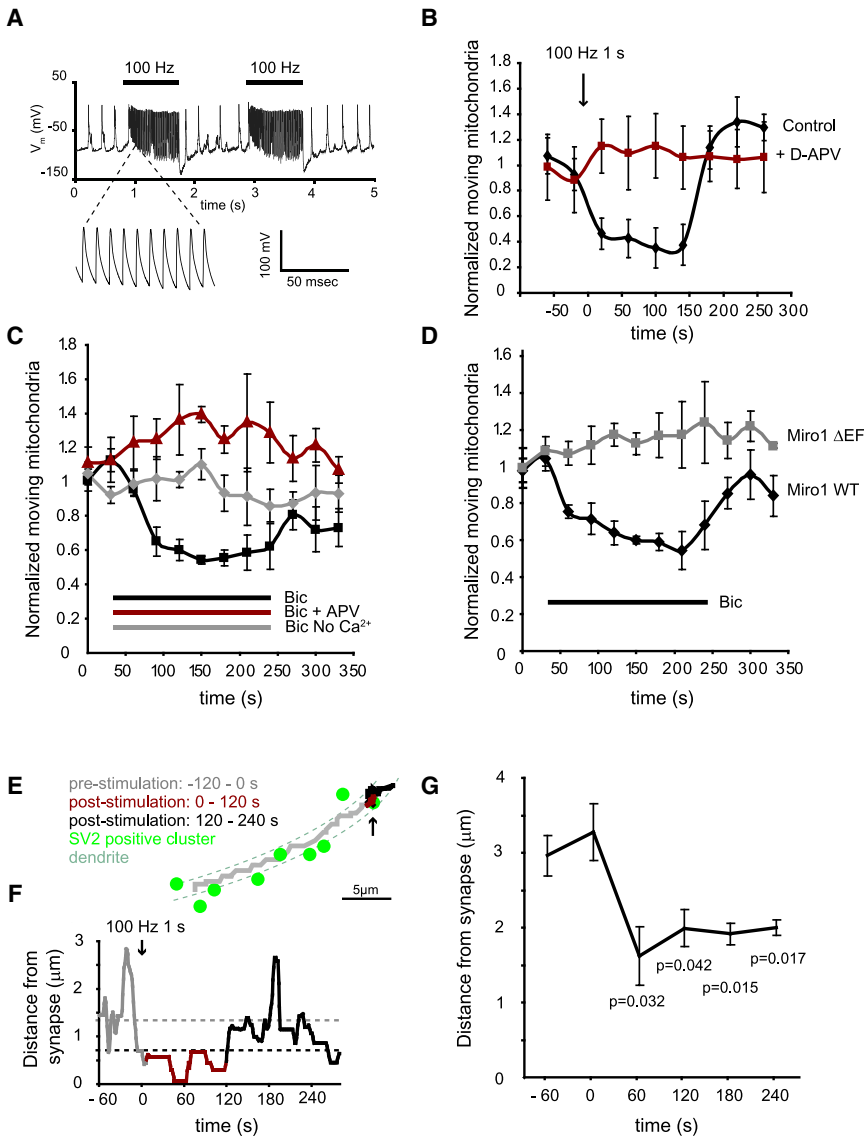 A
100 Hz
100 Hz
50
-50
-150
Vm (mV)
0
1
2
3
4
5
time (s)
100 mV
50 msec
B
100 Hz 1 s
Normalized moving mitochondria
1.6
1.4
1.2
1
0.8
0.6
0.4
0.2
0
Control
+ D-APV
-50
0
50
100
150
200
250
300
time (s)
C
Normalized moving mitochondria
1.8
1.6
1.4
1.2
1.0
0.8
0.6
0.4
0.2
0
Bic
Bic + APV
Bic No Ca²⁺
0
50
100
150
200
250
300
350
time (s)
D
Normalized moving mitochondria
1.6
1.4
1.2
1
0.8
0.6
0.4
0.2
0
Miro1 ΔEF
Miro1 WT
Bic
0
50
100
150
200
250
300
350
time (s)
E
pre-stimulation: -120 - 0 s
post-stimulation: 0 - 120 s
post-stimulation: 120 - 240 s
SV2 positive cluster
dendrite
5μm
F
100 Hz 1 s
Distance from
synapse (μm)
3
2
1
0
- 60
0
60
120
180
240
time (s)
G
Distance from synapse (μm)
4
3
2
1
0
p=0.032
p=0.042
p=0.015
p=0.017
-60
0
60
120
180
240
time (s)